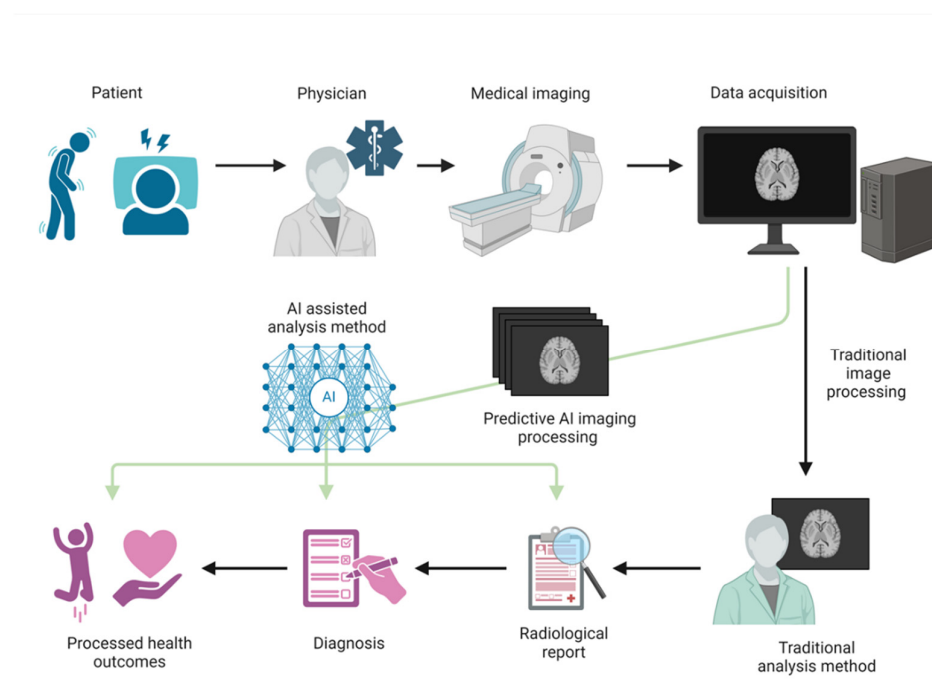 Patient
Physician
Medical imaging
Data acquisition
AI assisted
analysis method
AI
Predictive AI imaging
processing
Traditional
image
processing
Processed health
outcomes
Diagnosis
Radiological
report
Traditional
analysis method